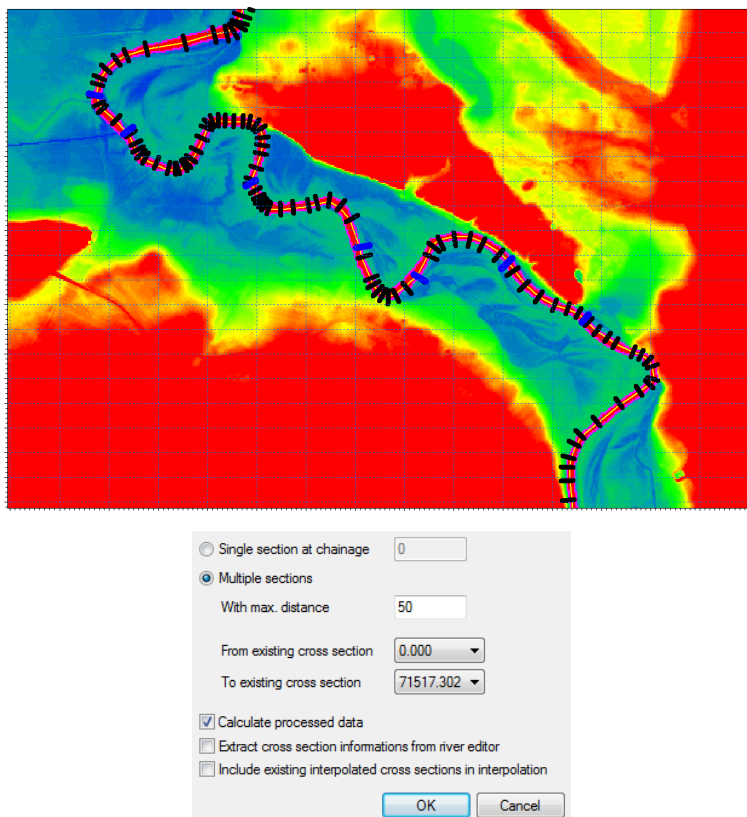 Single section at chainage 0
Multiple sections
With max. distance 50
From existing cross section 0.000
To existing cross section 71517.302
Calculate processed data
Extract cross section informations from river editor
Include existing interpolated cross sections in interpolation
OK Cancel